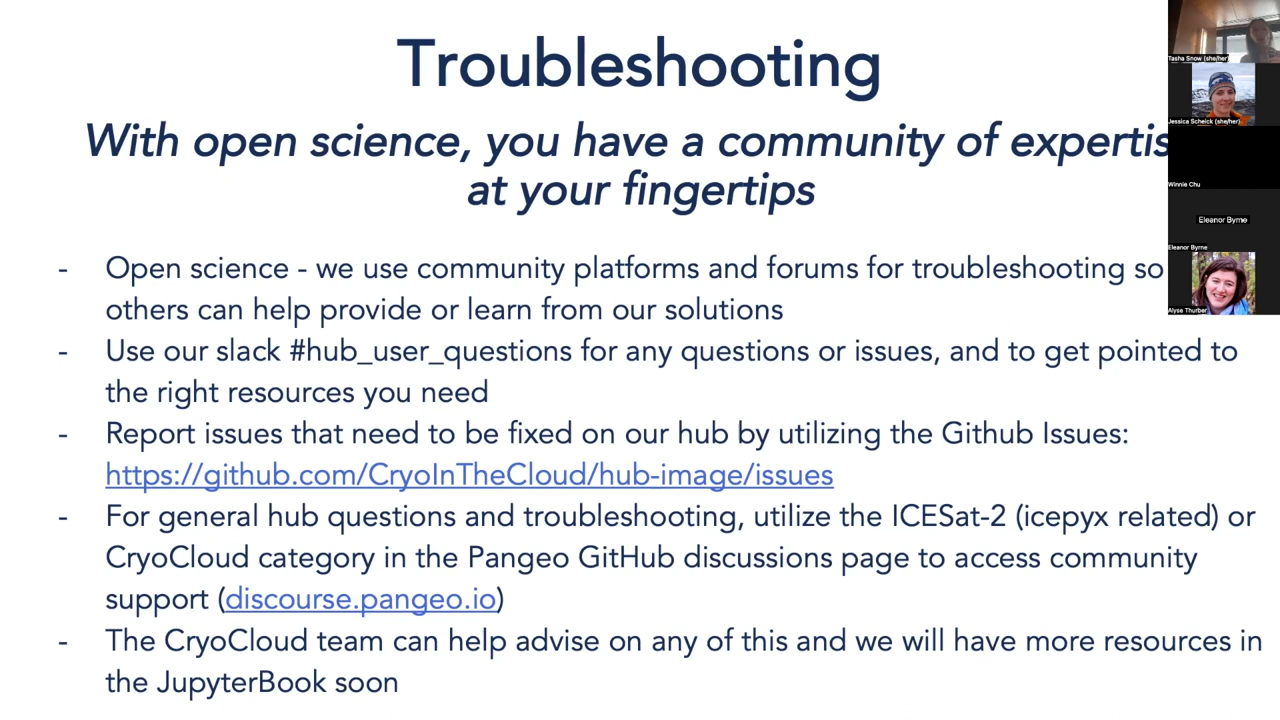 Troubleshooting
With open science, you have a community of expertis
at your fingertips
- Open science - we use community platforms and forums for troubleshooting so
others can help provide or learn from our solutions
- Use our slack #hub_user_questions for any questions or issues, and to get pointed to
the right resources you need
- Report issues that need to be fixed on our hub by utilizing the Github Issues:
https://github.com/CryoInTheCloud/hub-image/issues
- For general hub questions and troubleshooting, utilize the ICESat-2 (icepyx related) or
CryoCloud category in the Pangeo GitHub discussions page to access community
support (discourse.pangeo.io)
- The CryoCloud team can help advise on any of this and we will have more resources in
the JupyterBook soon
Tasha Snow (she/her)
Jessica Scheick (she/her)
Winnie Chu
Eleanor Byrne
Eleanor Byrne
Alyse Thurber